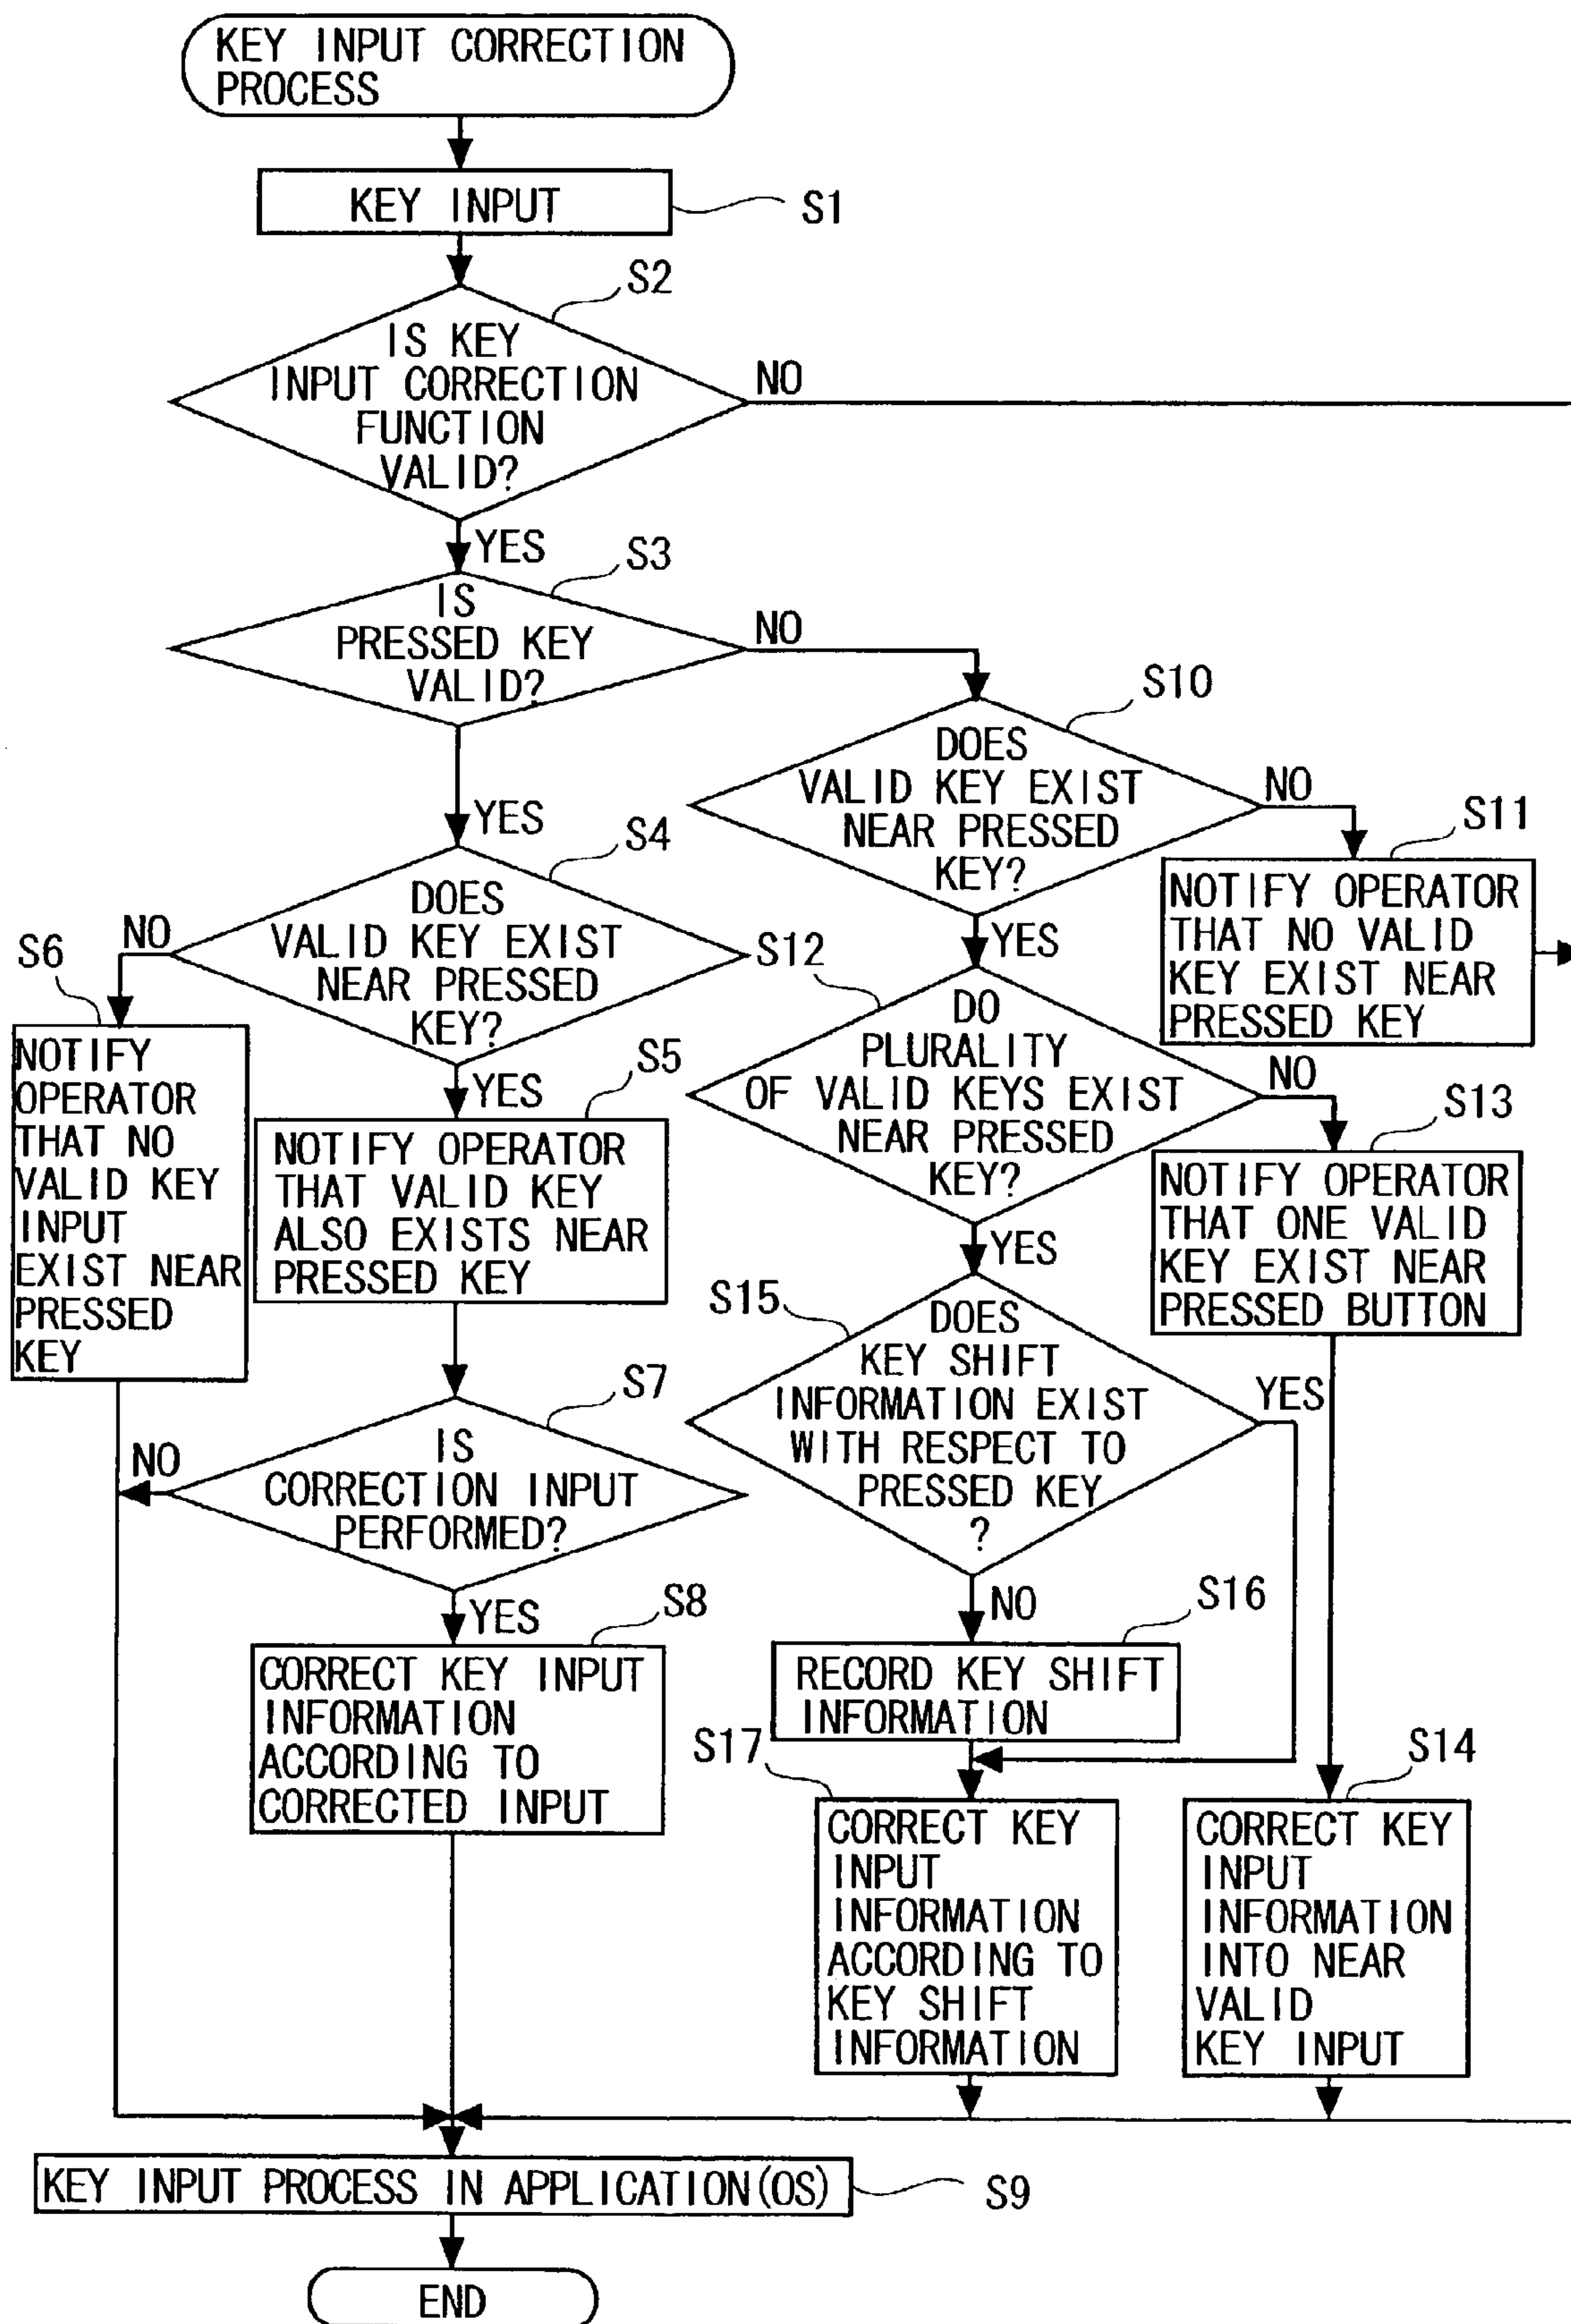 KEY INPUT CORRECTION
PROCESS
KEY INPUT
S1
S2
IS KEY
INPUT CORRECTION
FUNCTION
VALID?
NO
YES
S3
IS
PRESSED KEY
VALID?
NO
YES
S4
DOES
VALID KEY EXIST
NEAR PRESSED
KEY?
NO
YES
S6
NOTIFY
OPERATOR
THAT NO
VALID KEY
INPUT
EXIST NEAR
PRESSED
KEY
S5
NOTIFY OPERATOR
THAT VALID KEY
ALSO EXISTS NEAR
PRESSED KEY
S7
IS
CORRECTION INPUT
PERFORMED?
NO
YES
S8
CORRECT KEY INPUT
INFORMATION
ACCORDING TO
CORRECTED INPUT
S10
DOES
VALID KEY EXIST
NEAR PRESSED
KEY?
NO
YES
S11
NOTIFY OPERATOR
THAT NO VALID
KEY EXIST NEAR
PRESSED KEY
S12
DO
PLURALITY
OF VALID KEYS EXIST
NEAR PRESSED
KEY?
NO
YES
S13
NOTIFY OPERATOR
THAT ONE VALID
KEY EXIST NEAR
PRESSED BUTTON
S15
DOES
KEY SHIFT
INFORMATION EXIST
WITH RESPECT TO
PRESSED KEY
?
YES
NO
S16
RECORD KEY SHIFT
INFORMATION
S17
CORRECT KEY
INPUT
INFORMATION
ACCORDING TO
KEY SHIFT
INFORMATION
S14
CORRECT KEY
INPUT
INFORMATION
INTO NEAR
VALID
KEY INPUT
KEY INPUT PROCESS IN APPLICATION(OS)
S9
END